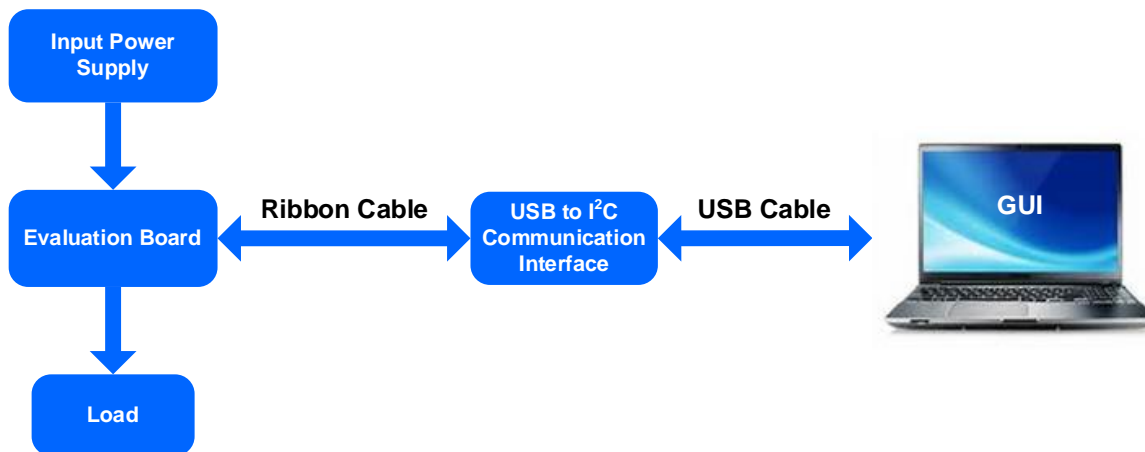 Input Power
Supply
Evaluation Board
Ribbon Cable
USB to I²C
Communication
Interface
USB Cable
GUI
Load